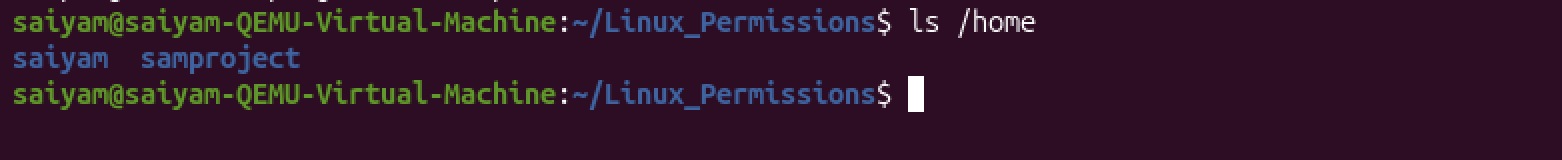 saiyam@saiyam-QEMU-Virtual-Machine:~/Linux_Permissions$ ls /home
saiyam  samproject
saiyam@saiyam-QEMU-Virtual-Machine:~/Linux_Permissions$